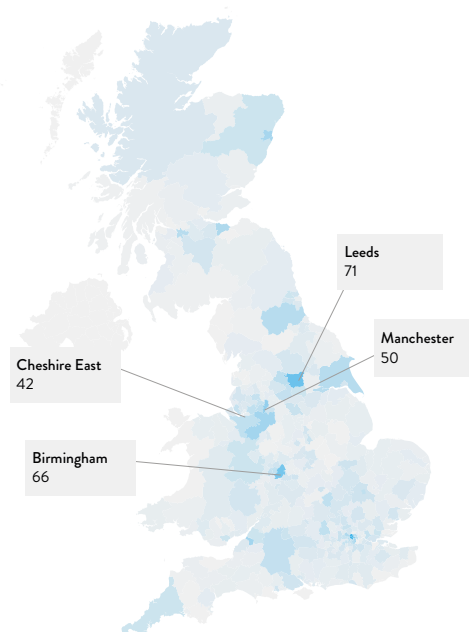 Leeds
71
Manchester
50
Cheshire East
42
Birmingham
66